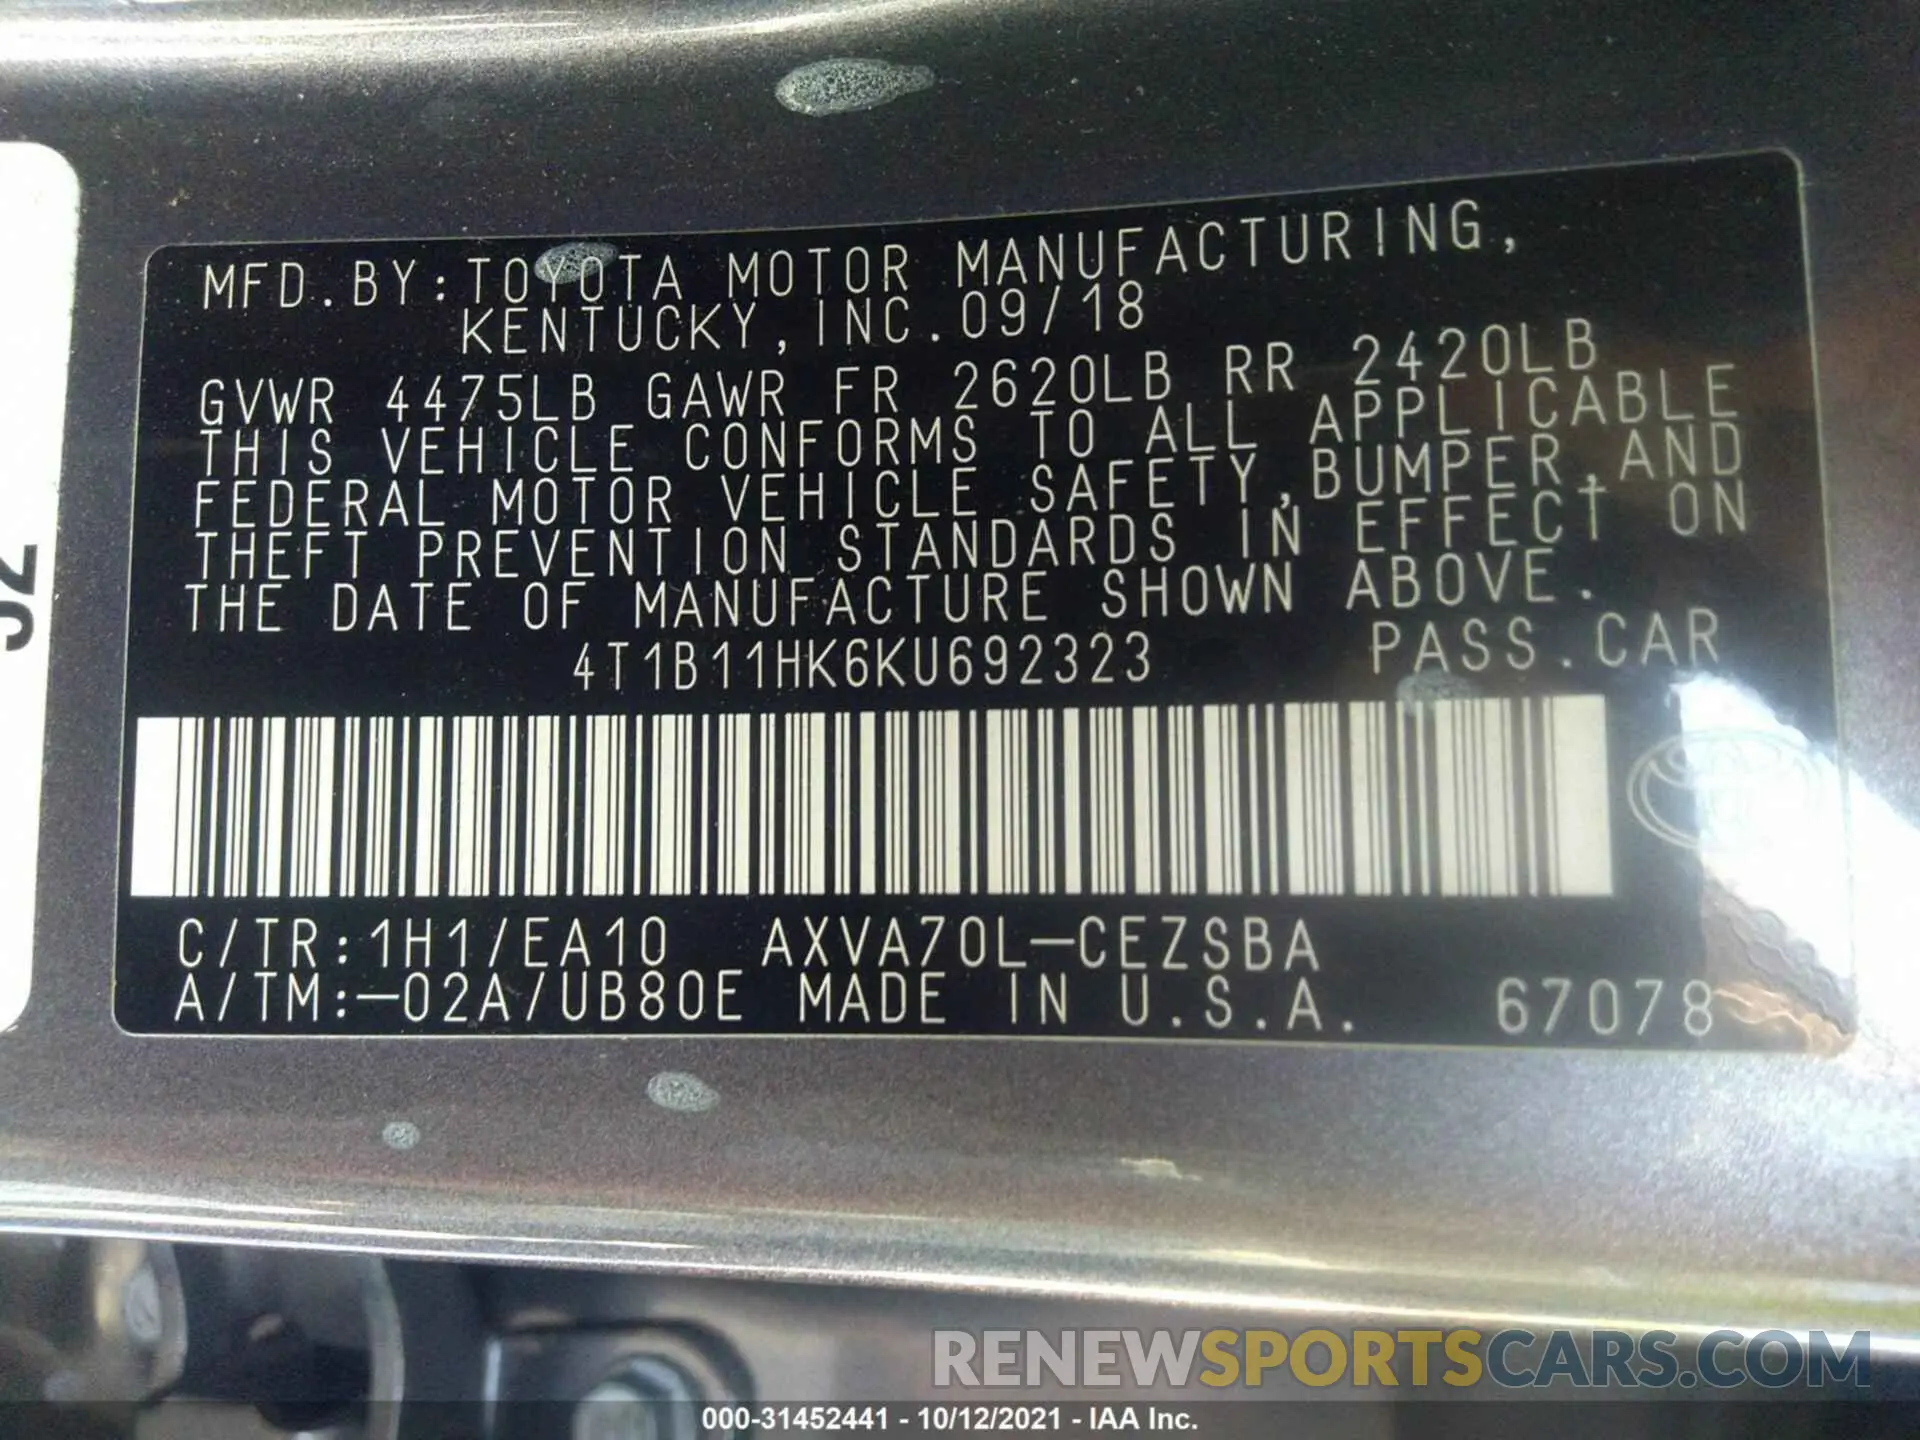 MFD.BY:TOYOTA MOTOR MANUFACTURING,
KENTUCKY,INC.09/18
GVWR 4475LB GAWR FR 2620LB RR 2420LB
THIS VEHICLE CONFORMS TO ALL APPLICABLE
FEDERAL MOTOR VEHICLE SAFETY,BUMPER,AND
THEFT PREVENTION STANDARDS IN EFFECT ON
THE DATE OF MANUFACTURE SHOWN ABOVE.
4T1B11HK6KU692323 PASS.CAR
C/TR:1H1/EA10 AXVA70L-CEZSBA
A/TM:-02A/UB80E MADE IN U.S.A. 67078
RENEWSPORTSCARS.COM
000-31452441 - 10/12/2021 - IAA Inc.